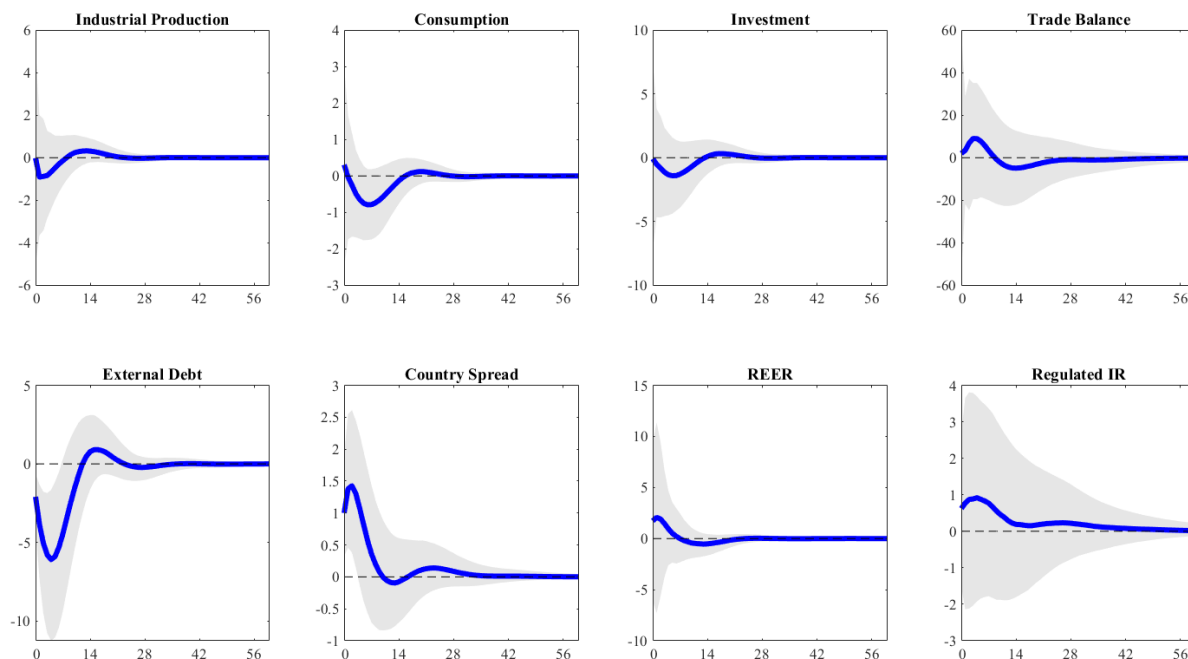 Industrial Production Consumption Investment Trade Balance
6 4 10 60
3
4 40
2 5
2 20
1
0 0 0 0
-2 -1 -20
-5
-4 -2 -40
-6 -3 -10 -60
0 14 28 42 56 0 14 28 42 56 0 14 28 42 56 0 14 28 42 56
External Debt Country Spread REER Regulated IR
5 3 15 4
2.5 3
10
0 2 2
1.5 5 1
1
-5 0 0
0.5
-1
0 -5
-10 -0.5 -2
-1 -10 -3
0 14 28 42 56 0 14 28 42 56 0 14 28 42 56 0 14 28 42 56